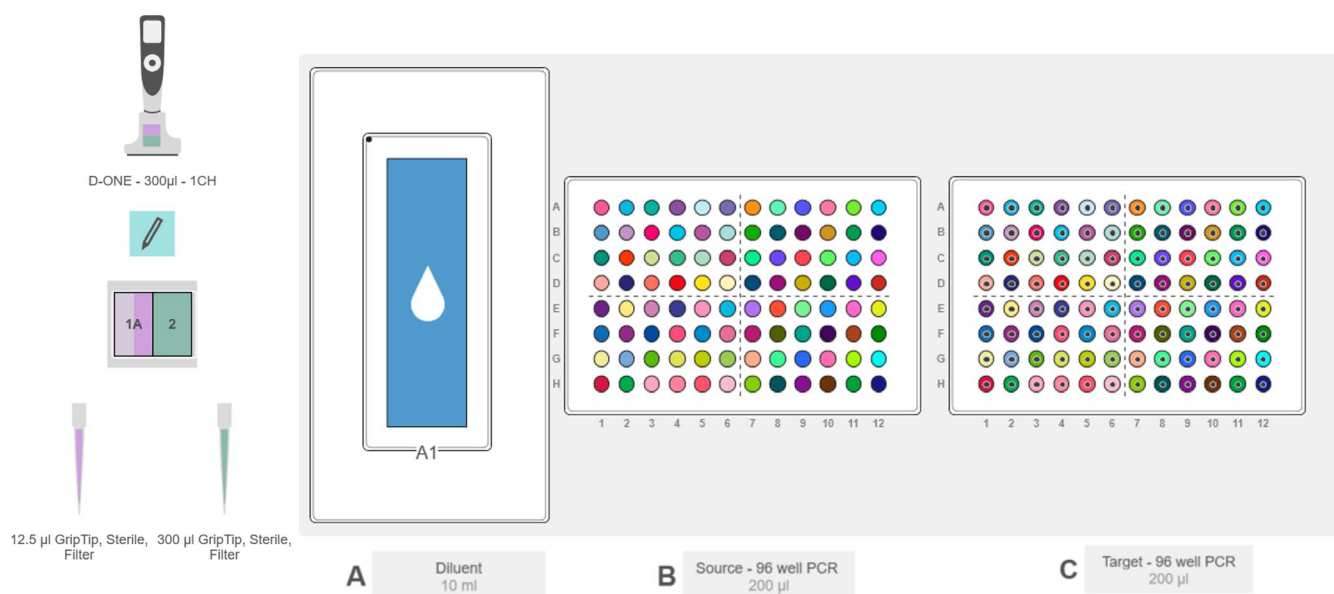 D-ONE - 300µl - 1CH
1A 2
12.5 µl GripTip, Sterile,
Filter
300 µl GripTip, Sterile,
Filter
A1
A
B
C
D
E
F
G
H
1 2 3 4 5 6 7 8 9 10 11 12
A
B
C
D
E
F
G
H
1 2 3 4 5 6 7 8 9 10 11 12
A
Diluent
10 ml
B
Source - 96 well PCR
200 µl
C
Target - 96 well PCR
200 µl